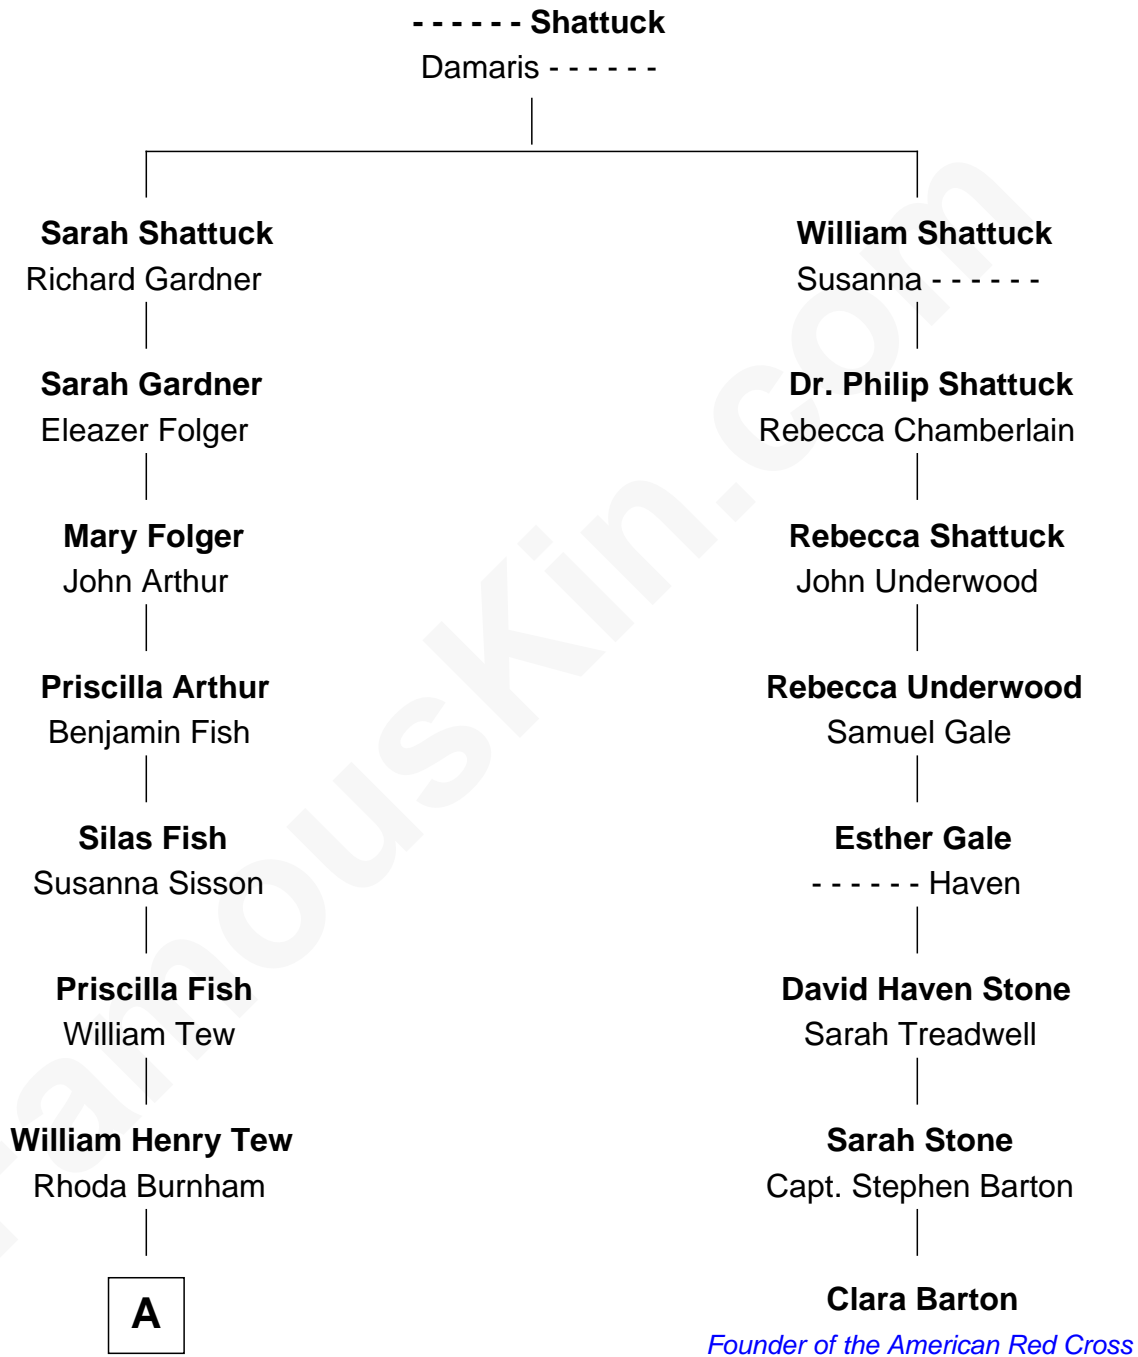 - - - - - - Shattuck
Damaris - - - - - -
Sarah Shattuck
Richard Gardner
William Shattuck
Susanna - - - - - -
Sarah Gardner
Eleazer Folger
Dr. Philip Shattuck
Rebecca Chamberlain
Mary Folger
John Arthur
Rebecca Shattuck
John Underwood
Priscilla Arthur
Benjamin Fish
Rebecca Underwood
Samuel Gale
Silas Fish
Susanna Sisson
Esther Gale
- - - - - - Haven
Priscilla Fish
William Tew
David Haven Stone
Sarah Treadwell
William Henry Tew
Rhoda Burnham
Sarah Stone
Capt. Stephen Barton
A
Clara Barton
Founder of the American Red Cross
FamousKin.com